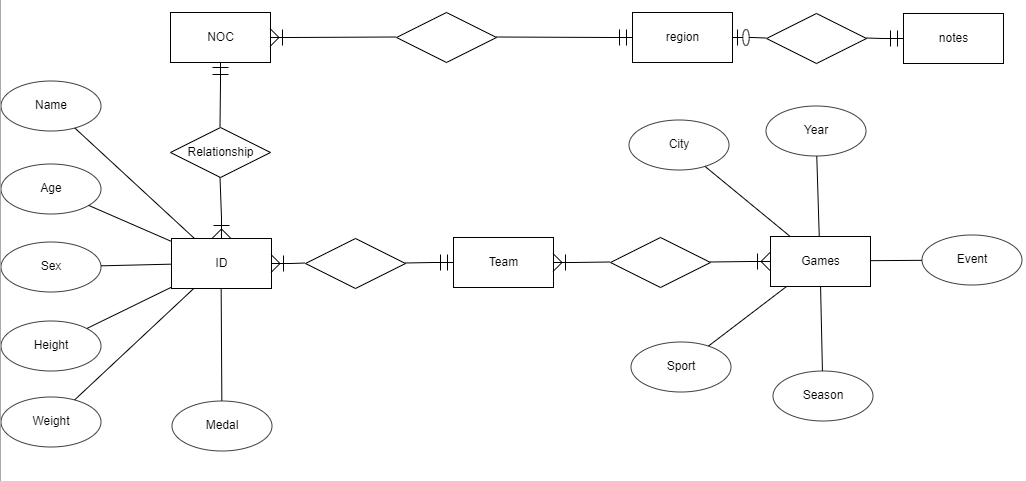 NOC
region
notes
Name
Year
City
Relationship
Age
Sex
ID
Team
Games
Event
Height
Sport
Season
Weight
Medal